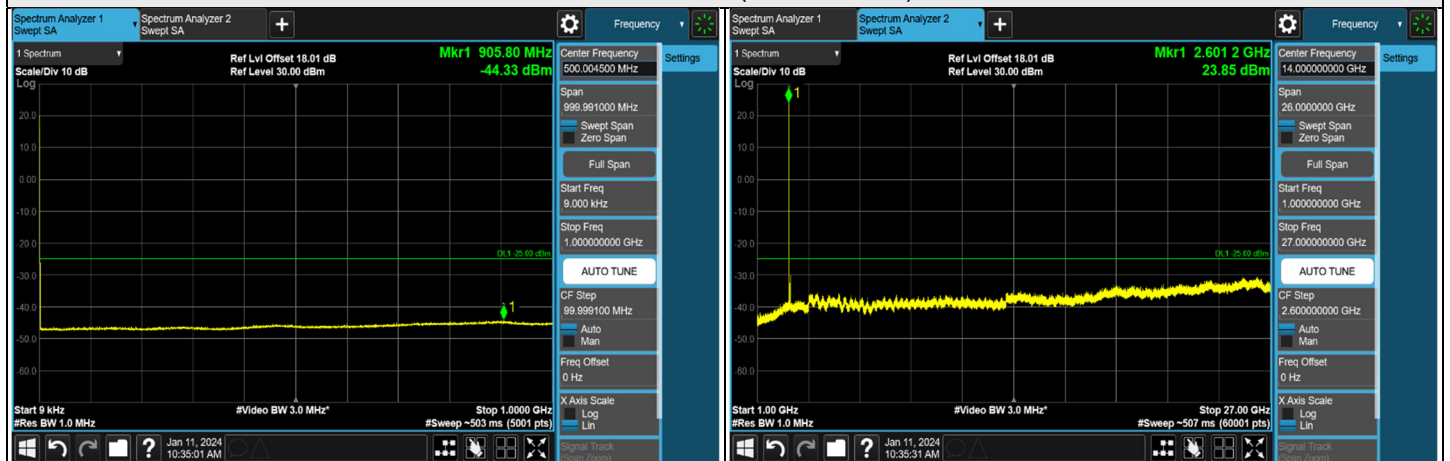 Spectrum Analyzer 1
Swept SA
Spectrum Analyzer 2
Swept SA
Frequency
1 Spectrum
Scale/Div 10 dB
Log
Ref Lvl Offset 18.01 dB
Ref Level 30.00 dBm
Mkr1 905.80 MHz
-44.33 dBm
1
20.0
10.0
0.00
-10.0
-20.0
-30.0
-40.0
-50.0
-60.0
DL1 -25.00 dBm
Start 9 kHz
#Res BW 1.0 MHz
#Video BW 3.0 MHz*
Stop 1.0000 GHz
#Sweep ~503 ms (5001 pts)
Center Frequency
500.004500 MHz
Span
999.991000 MHz
Swept Span
Zero Span
Full Span
Start Freq
9.000 kHz
Stop Freq
1.000000000 GHz
AUTO TUNE
CF Step
99.999100 MHz
Auto
Man
Freq Offset
0 Hz
X Axis Scale
Log
Lin
Signal Track
(Span Zoom)
Settings
?
Jan 11, 2024
10:35:01 AM
Spectrum Analyzer 1
Swept SA
Spectrum Analyzer 2
Swept SA
Frequency
1 Spectrum
Scale/Div 10 dB
Log
Ref Lvl Offset 18.01 dB
Ref Level 30.00 dBm
Mkr1 2.601 2 GHz
23.85 dBm
1
20.0
10.0
0.00
-10.0
-20.0
-30.0
-40.0
-50.0
-60.0
DL1 -25.00 dBm
Start 1.00 GHz
#Res BW 1.0 MHz
#Video BW 3.0 MHz*
Stop 27.00 GHz
#Sweep ~507 ms (60001 pts)
Center Frequency
14.000000000 GHz
Span
26.0000000 GHz
Swept Span
Zero Span
Full Span
Start Freq
1.000000000 GHz
Stop Freq
27.000000000 GHz
AUTO TUNE
CF Step
2.600000000 GHz
Auto
Man
Freq Offset
0 Hz
X Axis Scale
Log
Lin
Signal Track
(Span Zoom)
Settings
?
Jan 11, 2024
10:35:31 AM